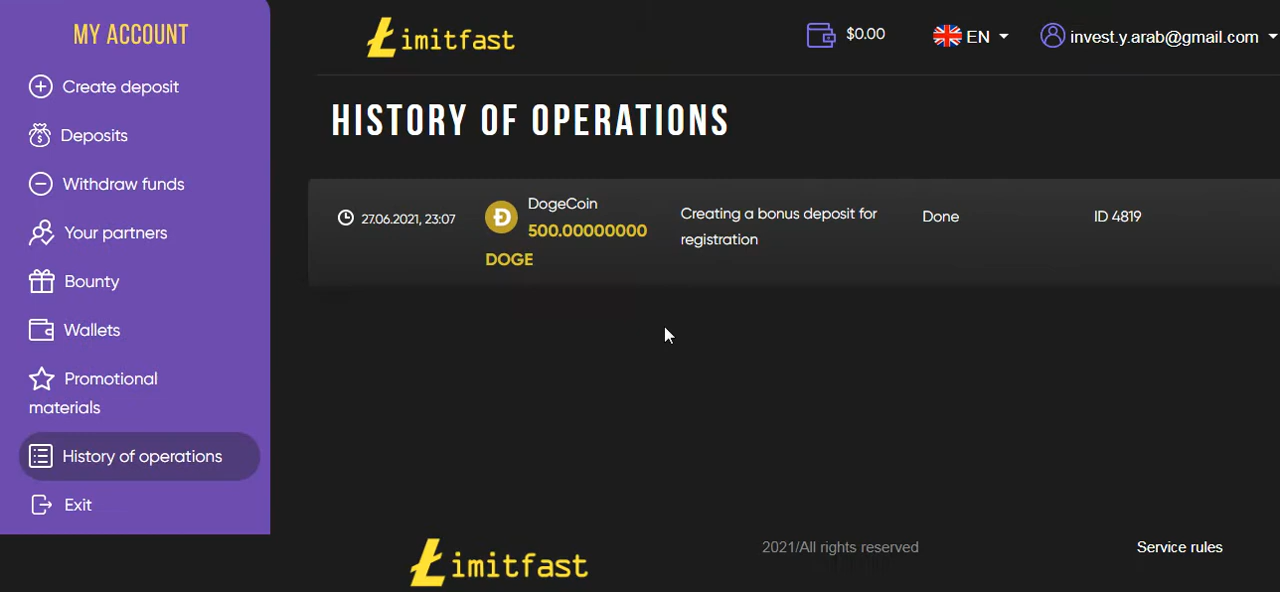 MY ACCOUNT
Create deposit
Deposits
Withdraw funds
Your partners
Bounty
Wallets
Promotional
materials
History of operations
Exit
Łimitfast
$0.00
EN
invest.y.arab@gmail.com
HISTORY OF OPERATIONS
27.06.2021, 23:07
DogeCoin
500.00000000
DOGE
Creating a bonus deposit for
registration
Done
ID 4819
Łimitfast
2021/All rights reserved
Service rules